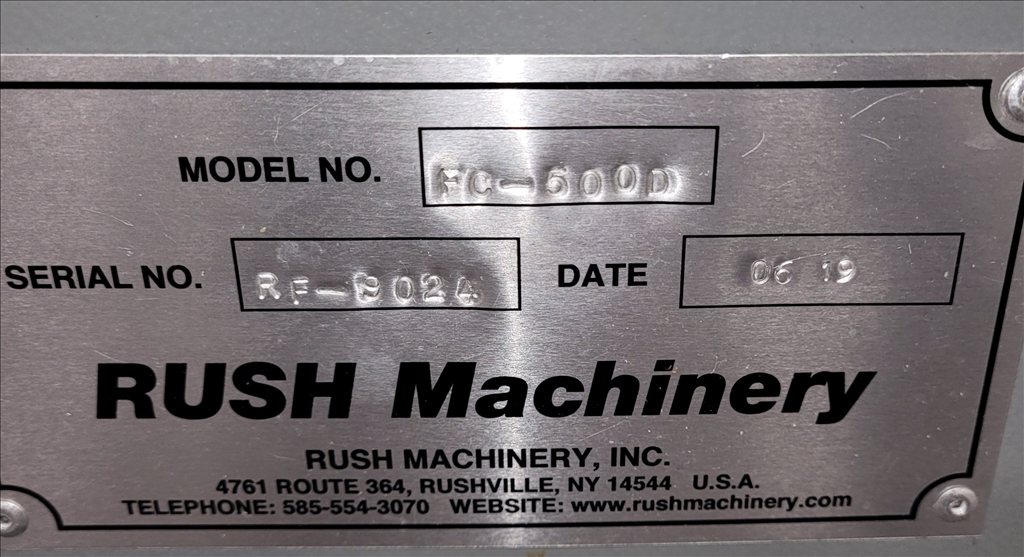 MODEL NO. FC-500D
SERIAL NO. RF-9024 DATE 06 19
RUSH Machinery
RUSH MACHINERY, INC.
4761 ROUTE 364, RUSHVILLE, NY 14544 U.S.A.
TELEPHONE: 585-554-3070 WEBSITE: www.rushmachinery.com